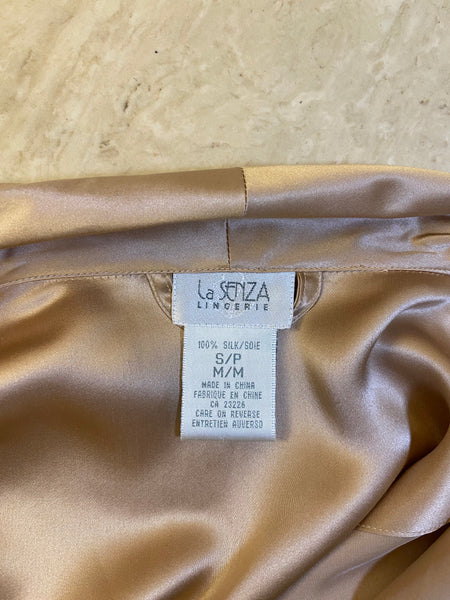 La SENZA
LINGERIE
100% SILK/SOIE
S/P
M/M
MADE IN CHINA
FABRIQUE EN CHINE
CA 23226
CARE ON REVERSE
ENTRETIEN AUVERSO